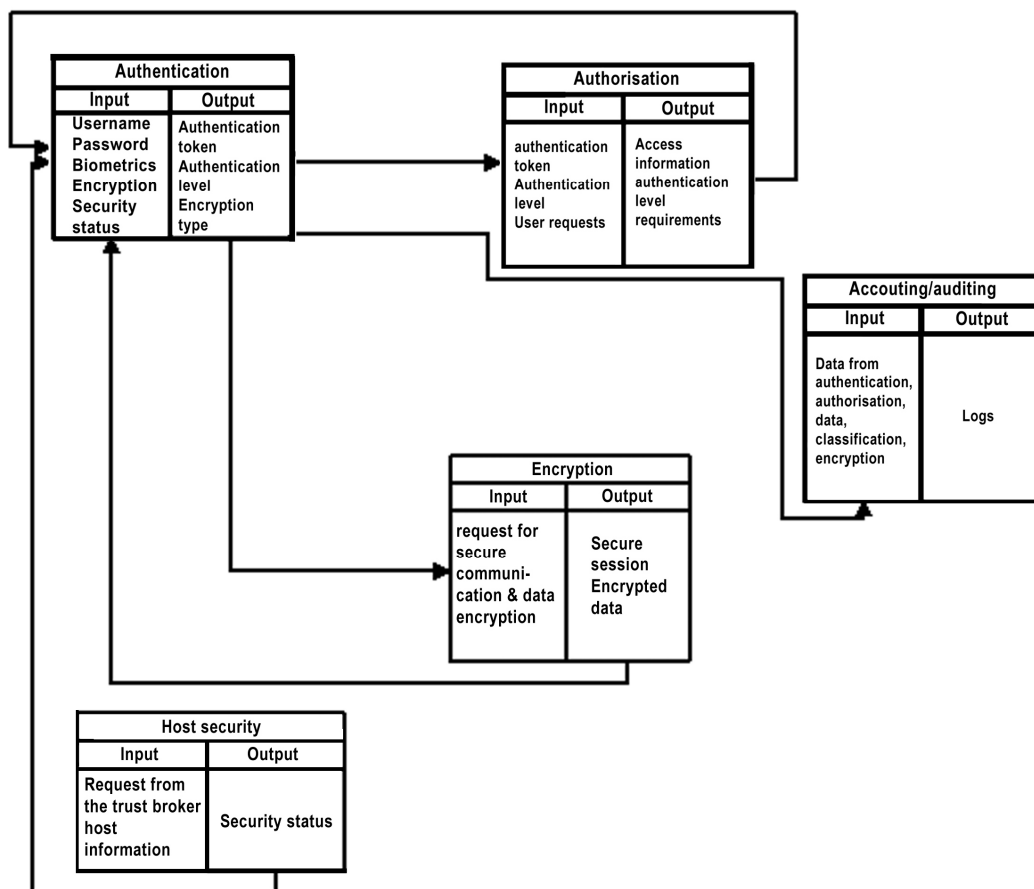 Authentication
Input
Output
Username
Password
Biometrics
Encryption
Security
status
Authentication
token
Authentication
level
Encryption
type
Authorisation
Input
Output
authentication
token
Authentication
level
User requests
Access
information
authentication
level
requirements
Accouting/auditing
Input
Output
Data from
authentication,
authorisation,
data,
classification,
encryption
Logs
Encryption
Input
Output
request for
secure
communi-
cation & data
encryption
Secure
session
Encrypted
data
Host security
Input
Output
Request from
the trust broker
host
information
Security status